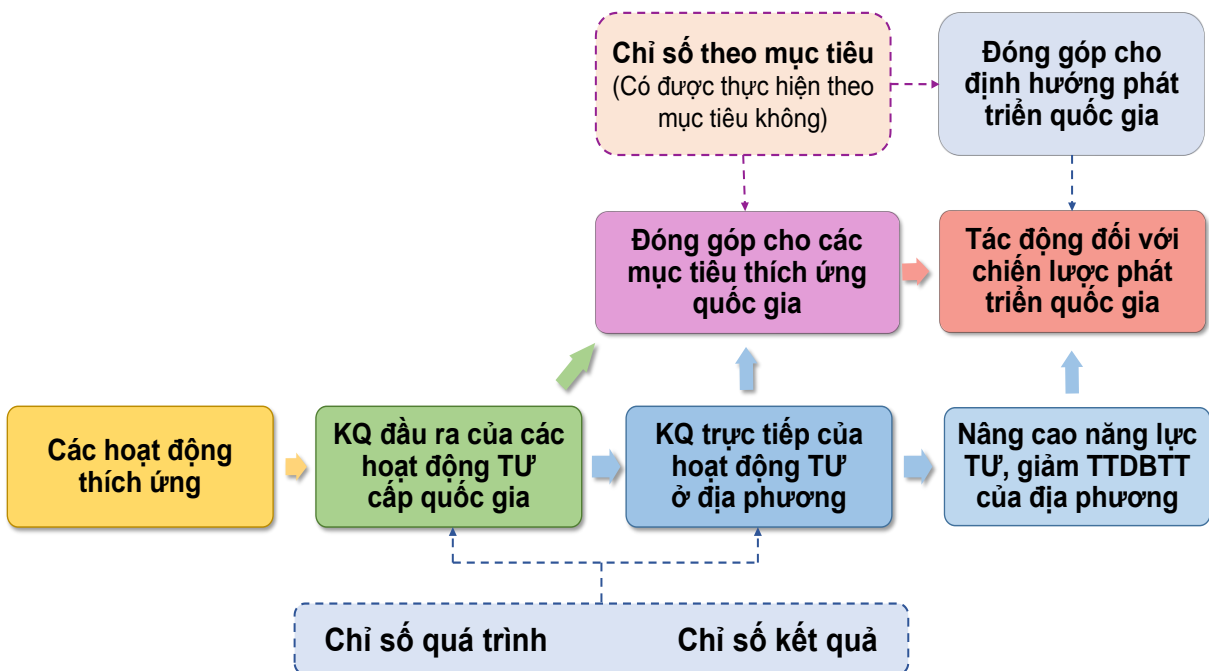 Chỉ số theo mục tiêu
(Có được thực hiện theo
mục tiêu không)
Đóng góp cho
định hướng phát
triển quốc gia
Đóng góp cho các
mục tiêu thích ứng
quốc gia
Tác động đối với
chiến lược phát
triển quốc gia
Các hoạt động
thích ứng
KQ đầu ra của các
hoạt động TƯ
cấp quốc gia
KQ trực tiếp của
hoạt động TƯ
ở địa phương
Nâng cao năng lực
TƯ, giảm TTDBTT
của địa phương
Chỉ số quá trình
Chỉ số kết quả